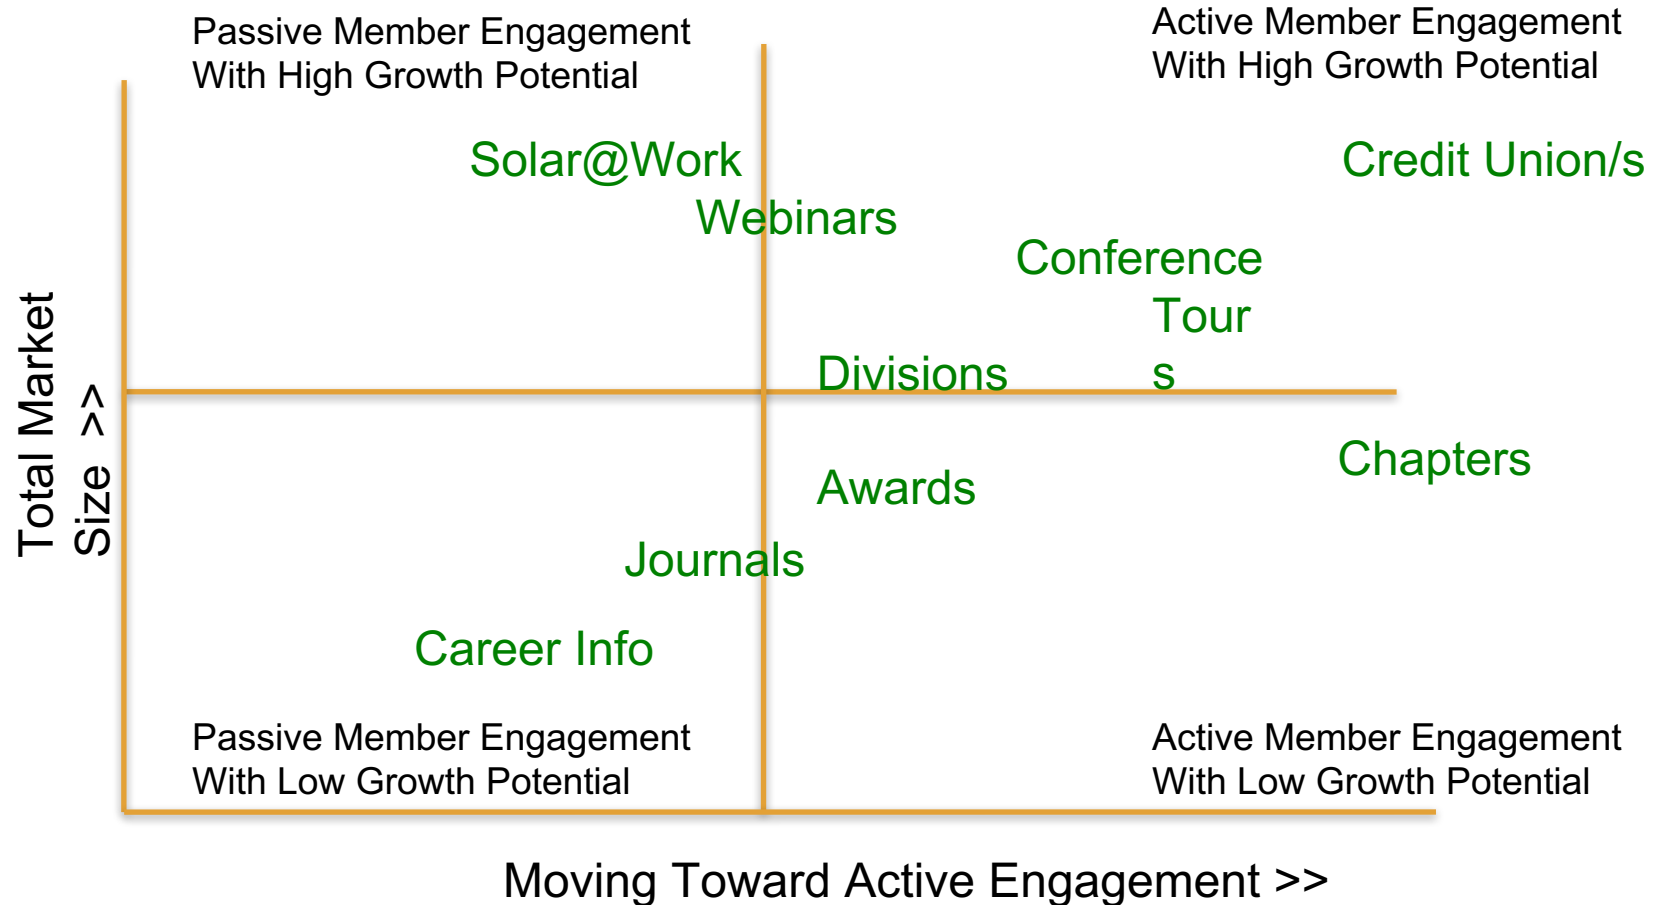 Passive Member Engagement
With High Growth Potential
Active Member Engagement
With High Growth Potential
Solar@Work
Credit Union/s
Webinars
Conference
Tour
s
Divisions
Total Market
Size >>
Chapters
Awards
Journals
Career Info
Passive Member Engagement
With Low Growth Potential
Active Member Engagement
With Low Growth Potential
Moving Toward Active Engagement >>